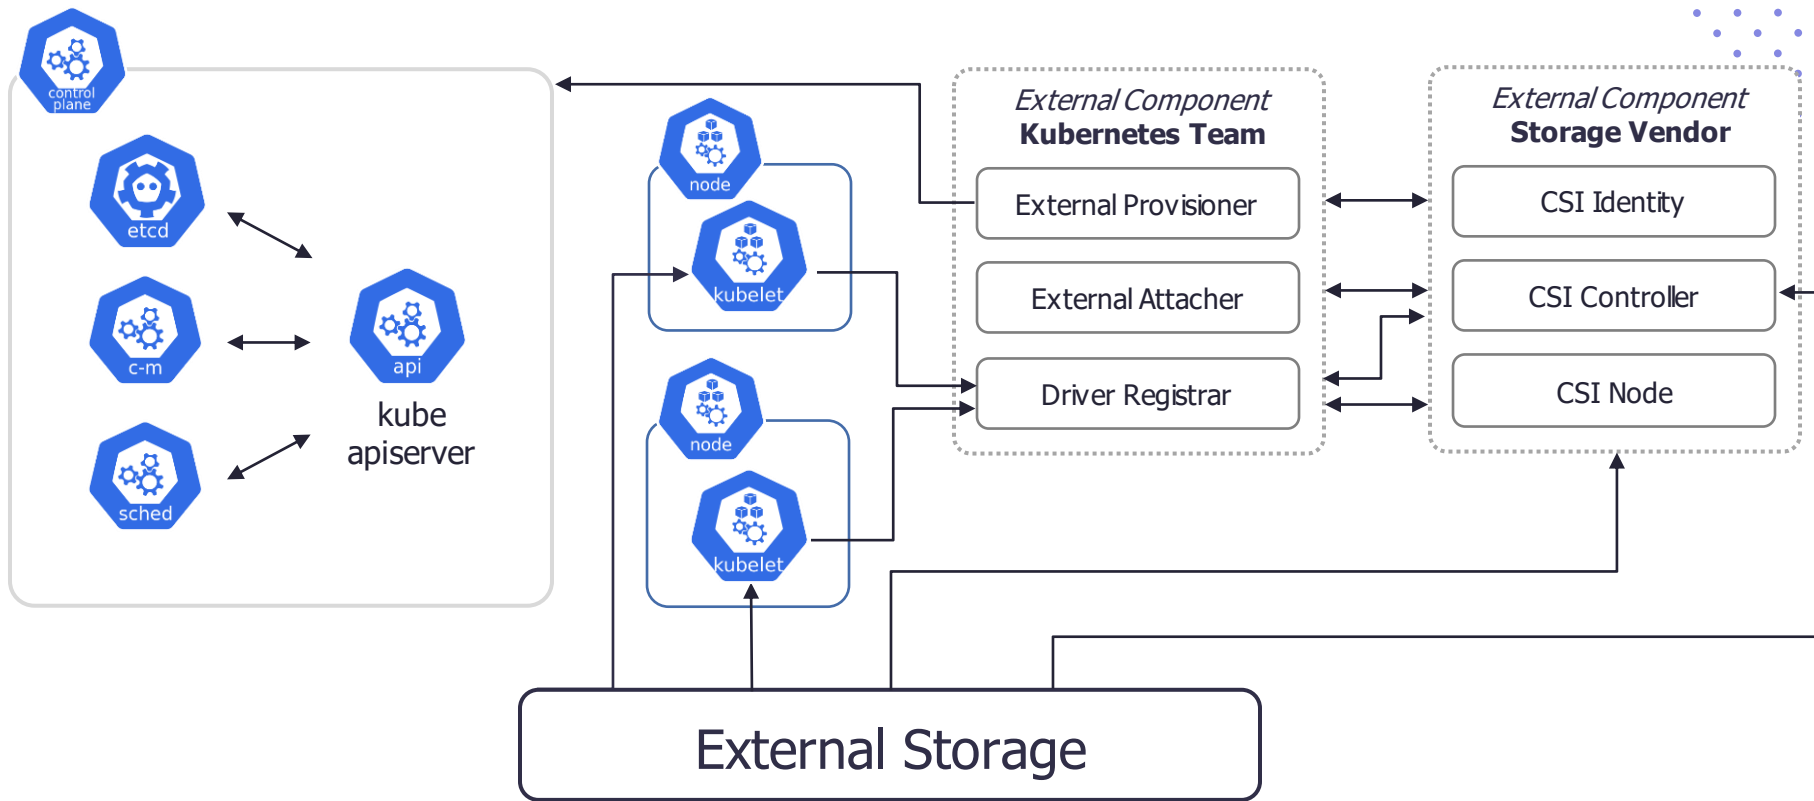 control
plane
etcd
c-m
sched
api
kube
apiserver
node
kubelet
node
kubelet
External Component
Kubernetes Team
External Provisioner
External Attacher
Driver Registrar
External Component
Storage Vendor
CSI Identity
CSI Controller
CSI Node
External Storage